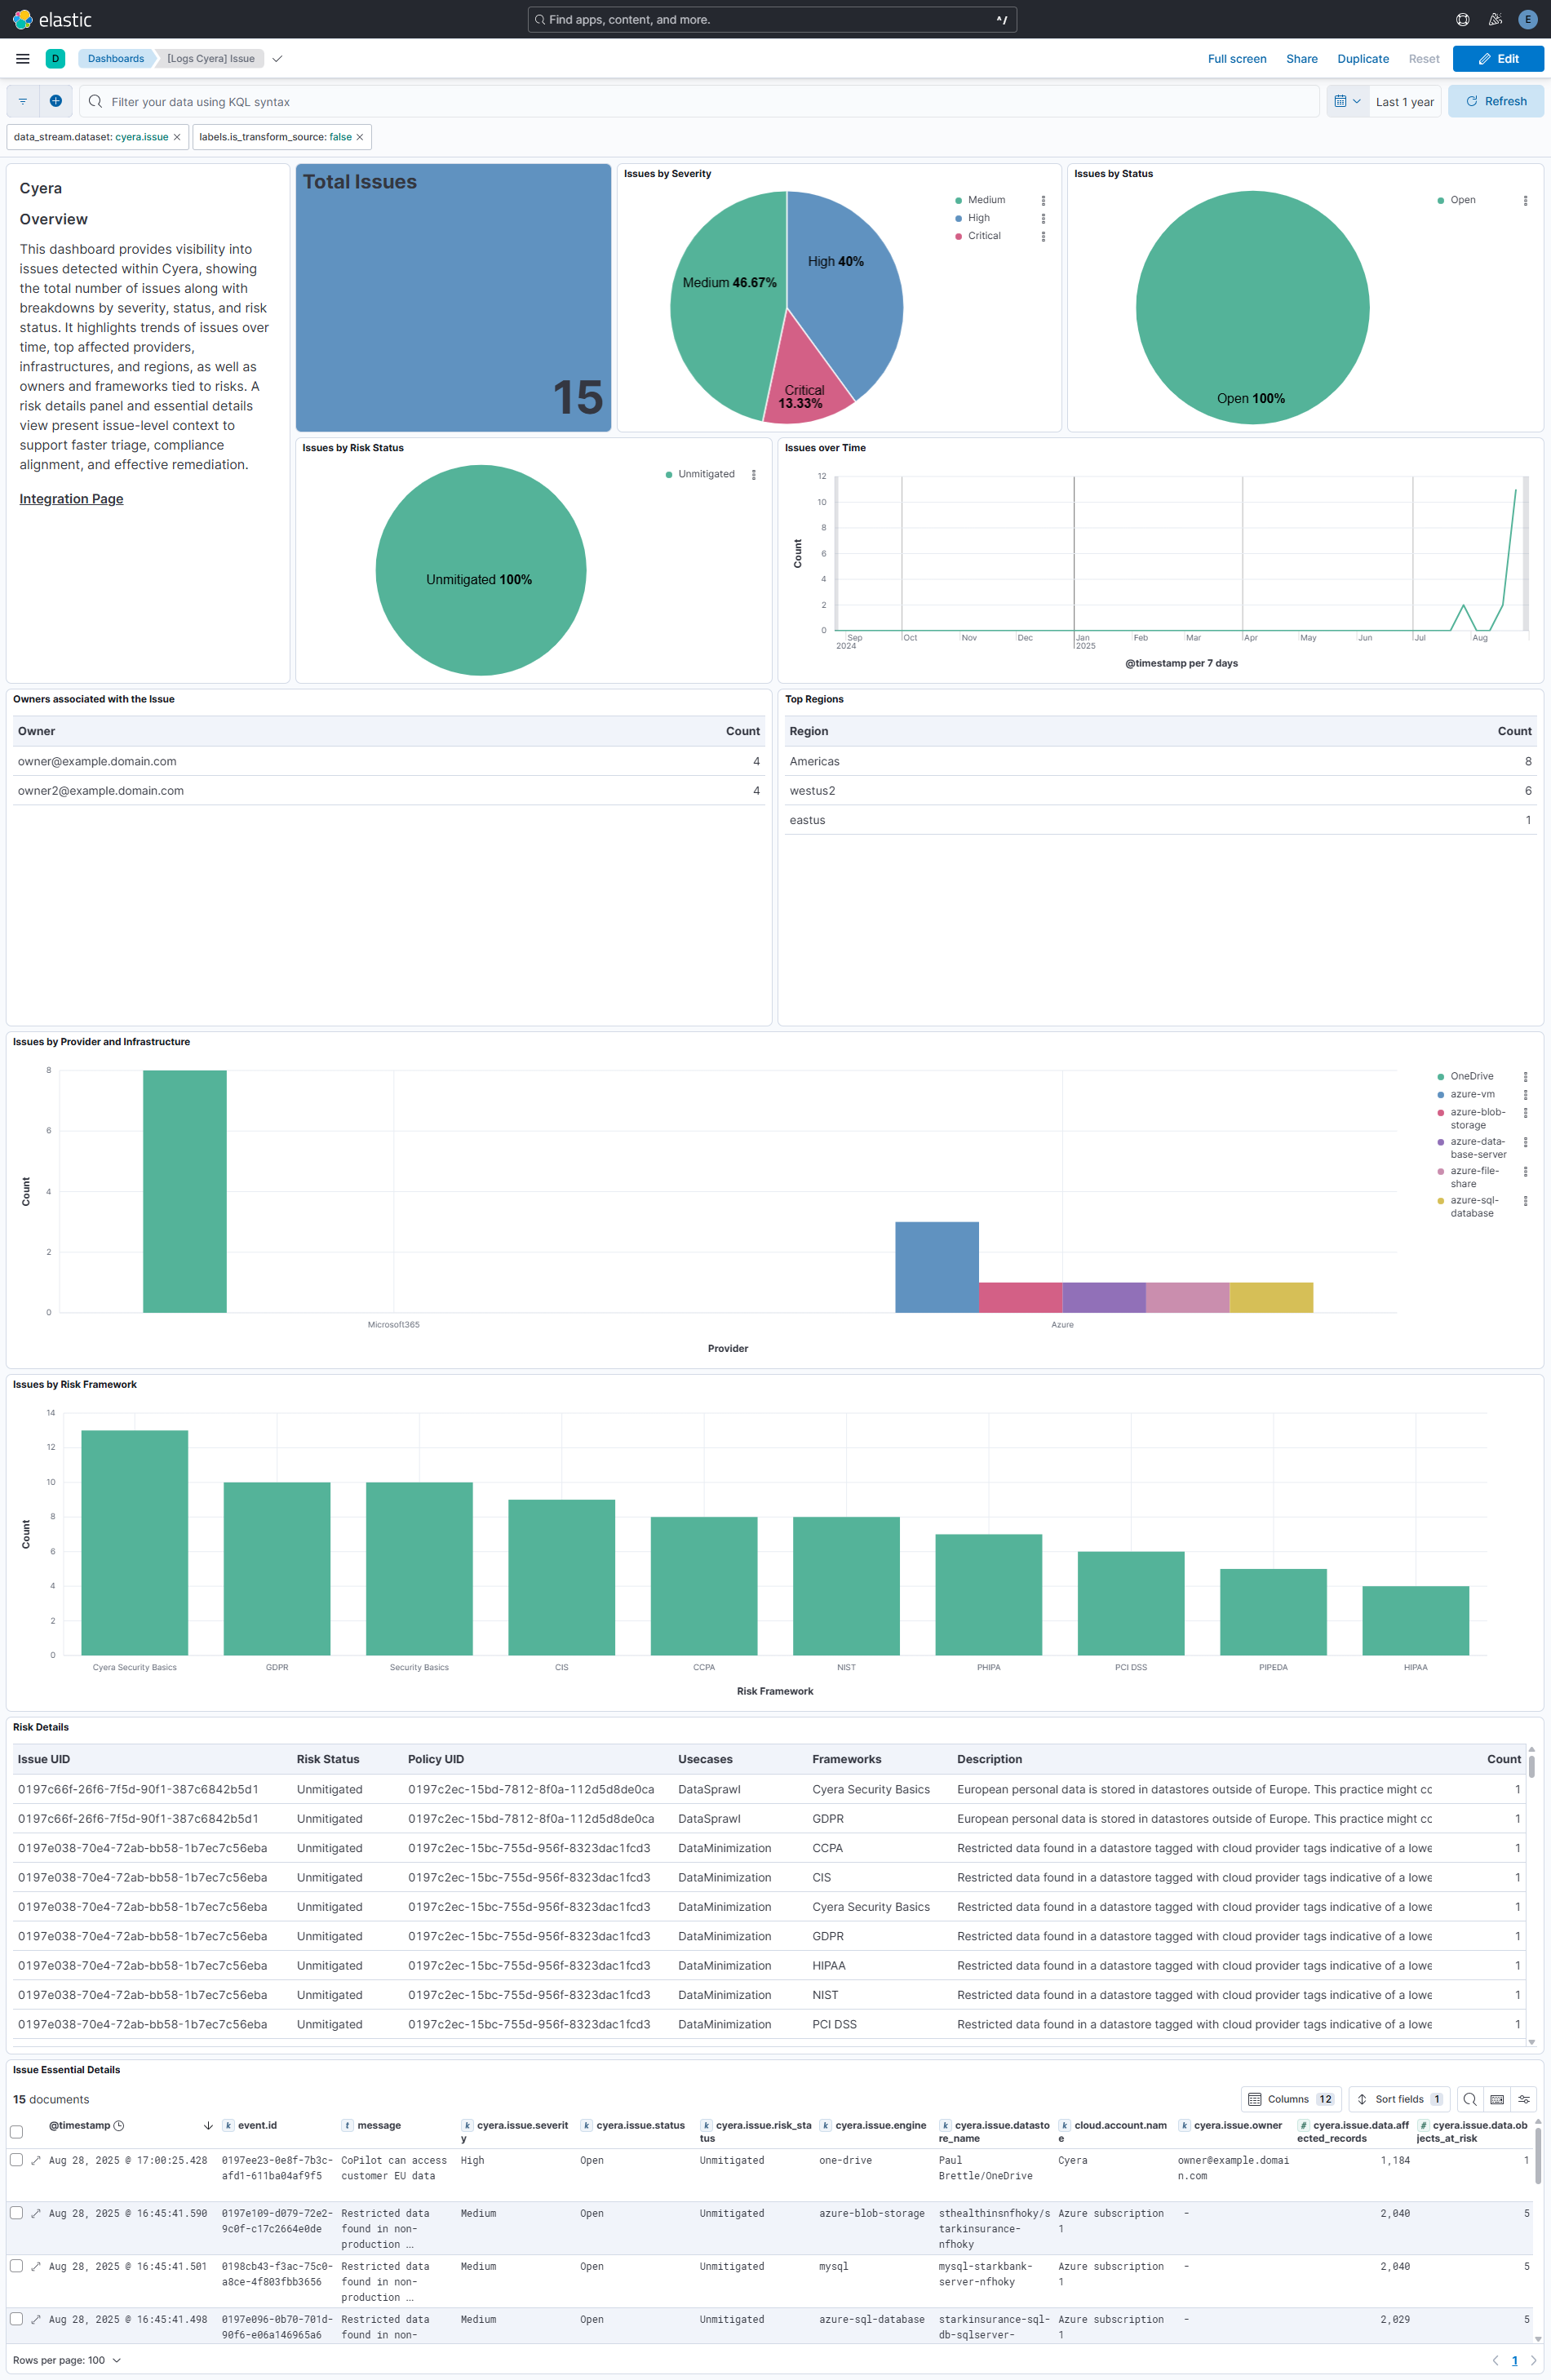 elastic
Find apps, content, and more.
^/
E
D
Dashboards
[Logs Cyera] Issue
Full screen
Share
Duplicate
Reset
Edit
Filter your data using KQL syntax
Last 1 year
Refresh
data_stream.dataset: cyera.issue
labels.is_transform_source: false
Cyera
Overview
This dashboard provides visibility into
issues detected within Cyera, showing
the total number of issues along with
breakdowns by severity, status, and risk
status. It highlights trends of issues over
time, top affected providers,
infrastructures, and regions, as well as
owners and frameworks tied to risks. A
risk details panel and essential details
view present issue-level context to
support faster triage, compliance
alignment, and effective remediation.
Integration Page
Total Issues
15
Issues by Severity
Medium 46.67%
High 40%
Critical
13.33%
Medium
High
Critical
Issues by Status
Open 100%
Open
Issues by Risk Status
Unmitigated 100%
Unmitigated
Issues over Time
Count
12
10
8
6
4
2
0
Sep
2024
Oct
Nov
Dec
Jan
2025
Feb
Mar
Apr
May
Jun
Jul
Aug
@timestamp per 7 days
Owners associated with the Issue
Owner Count
owner@example.domain.com 4
owner2@example.domain.com 4
Top Regions
Region Count
Americas 8
westus2 6
eastus 1
Issues by Provider and Infrastructure
Count
8
6
4
2
0
Microsoft365
Azure
Provider
OneDrive
azure-vm
azure-blob-
storage
azure-data-
base-server
azure-file-
share
azure-sql-
database
Issues by Risk Framework
Count
14
12
10
8
6
4
2
0
Cyera Security Basics
GDPR
Security Basics
CIS
CCPA
NIST
PHIPA
PCI DSS
PIPEDA
HIPAA
Risk Framework
Risk Details
Issue UID Risk Status Policy UID Usecases Frameworks Description Count
0197c66f-26f6-7f5d-90f1-387c6842b5d1 Unmitigated 0197c2ec-15bd-7812-8f0a-112d5d8de0ca DataSprawl Cyera Security Basics European personal data is stored in datastores outside of Europe. This practice might cc 1
0197c66f-26f6-7f5d-90f1-387c6842b5d1 Unmitigated 0197c2ec-15bd-7812-8f0a-112d5d8de0ca DataSprawl GDPR European personal data is stored in datastores outside of Europe. This practice might cc 1
0197e038-70e4-72ab-bb58-1b7ec7c56eba Unmitigated 0197c2ec-15bc-755d-956f-8323dac1fcd3 DataMinimization CCPA Restricted data found in a datastore tagged with cloud provider tags indicative of a lowe 1
0197e038-70e4-72ab-bb58-1b7ec7c56eba Unmitigated 0197c2ec-15bc-755d-956f-8323dac1fcd3 DataMinimization CIS Restricted data found in a datastore tagged with cloud provider tags indicative of a lowe 1
0197e038-70e4-72ab-bb58-1b7ec7c56eba Unmitigated 0197c2ec-15bc-755d-956f-8323dac1fcd3 DataMinimization Cyera Security Basics Restricted data found in a datastore tagged with cloud provider tags indicative of a lowe 1
0197e038-70e4-72ab-bb58-1b7ec7c56eba Unmitigated 0197c2ec-15bc-755d-956f-8323dac1fcd3 DataMinimization GDPR Restricted data found in a datastore tagged with cloud provider tags indicative of a lowe 1
0197e038-70e4-72ab-bb58-1b7ec7c56eba Unmitigated 0197c2ec-15bc-755d-956f-8323dac1fcd3 DataMinimization HIPAA Restricted data found in a datastore tagged with cloud provider tags indicative of a lowe 1
0197e038-70e4-72ab-bb58-1b7ec7c56eba Unmitigated 0197c2ec-15bc-755d-956f-8323dac1fcd3 DataMinimization NIST Restricted data found in a datastore tagged with cloud provider tags indicative of a lowe 1
0197e038-70e4-72ab-bb58-1b7ec7c56eba Unmitigated 0197c2ec-15bc-755d-956f-8323dac1fcd3 DataMinimization PCI DSS Restricted data found in a datastore tagged with cloud provider tags indicative of a lowe 1
Issue Essential Details
15 documents
Columns 12
Sort fields 1
@timestamp k event.id t message k cyera.issue.severit k cyera.issue.status k cyera.issue.risk_sta k cyera.issue.engine k cyera.issue.datasto k cloud.account.nam k cyera.issue.owner # cyera.issue.data.aff # cyera.issue.data.ob
y tus re_name e ected_records jects_at_risk
Aug 28, 2025 @ 17:00:25.428 0197ee23-0e8f-7b3c- CoPilot can access High Open Unmitigated one-drive Paul Cyera owner@example.domai 1,184 1
afd1-611ba04af9f5 customer EU data Brettle/OneDrive n.com
Aug 28, 2025 @ 16:45:41.590 0197e109-d079-72e2- Restricted data Medium Open Unmitigated azure-blob-storage sthealthinsnfhoky/s Azure subscription - 2,040 5
9c0f-c17c2664e0de found in non- tarkinsurance- 1
production … nfhoky
Aug 28, 2025 @ 16:45:41.501 0198cb43-f3ac-75c0- Restricted data Medium Open Unmitigated mysql mysql-starkbank- Azure subscription - 2,040 5
a8ce-4f803fbb3656 found in non- server-nfhoky 1
production …
Aug 28, 2025 @ 16:45:41.498 0197e096-0b70-701d- Restricted data Medium Open Unmitigated azure-sql-database starkinsurance-sql- Azure subscription - 2,029 5
90f6-e06a146965a6 found in non- db-sqlserver- 1
Rows per page: 100
1